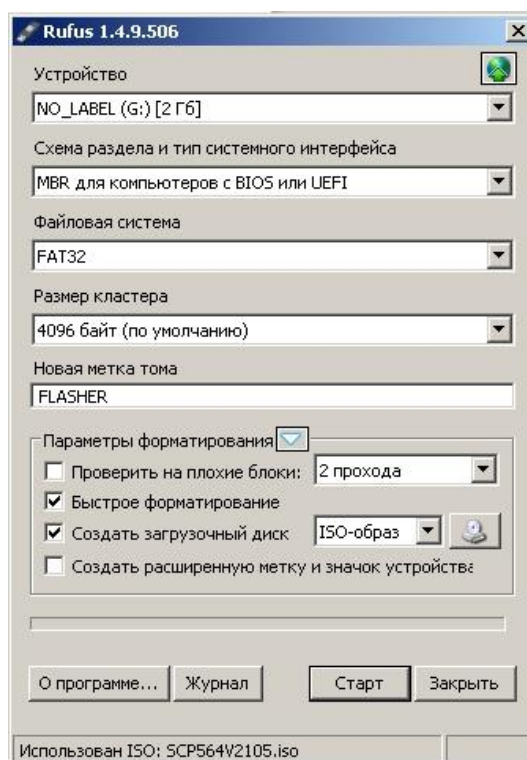 Rufus 1.4.9.506
Устройство
NO_LABEL (G:) [2 Гб]
Схема раздела и тип системного интерфейса
MBR для компьютеров с BIOS или UEFI
Файловая система
FAT32
Размер кластера
4096 байт (по умолчанию)
Новая метка тома
FLASHER
Параметры форматирования
Проверить на плохие блоки: 2 прохода
Быстрое форматирование
Создать загрузочный диск ISO-образ
Создать расширенную метку и значок устройства
О программе... Журнал Старт Закрыть
Использован ISO: SCP564V2105.iso